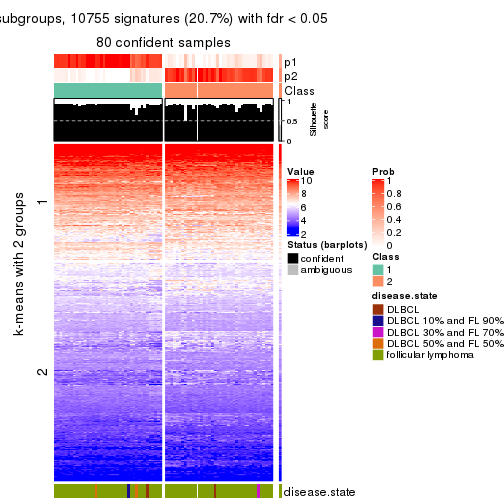 subgroups, 10755 signatures (20.7%) with fdr < 0.05
80 confident samples
p1
p2
Class
1
0.5
0
Silhouette
score
k-means with 2 groups
1
2
Value
10
8
6
4
2
Status (barplots)
confident
ambiguous
Prob
1
0.8
0.6
0.4
0.2
0
Class
1
2
disease.state
DLBCL
DLBCL 10% and FL 90%
DLBCL 30% and FL 70%
DLBCL 50% and FL 50%
follicular lymphoma
disease.state